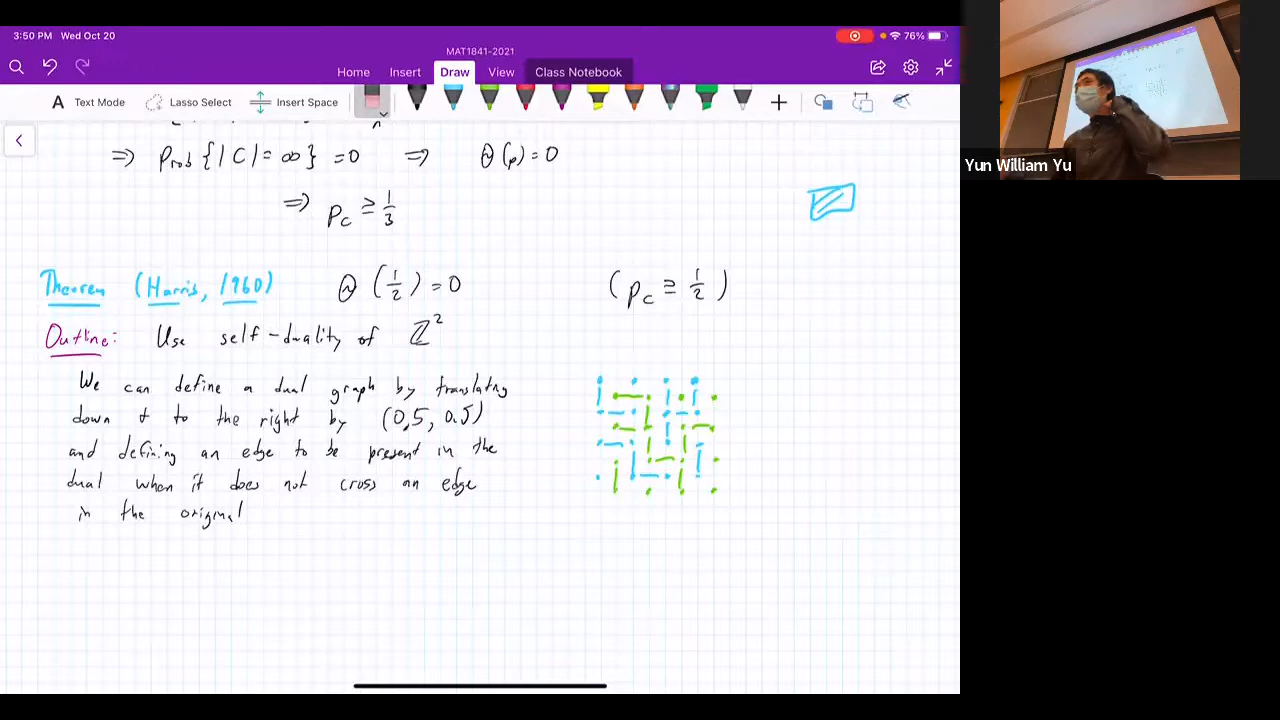 3:50 PM Wed Oct 20
76%
MAT1841-2021
Home Insert Draw View Class Notebook
A Text Mode Lasso Select Insert Space
⇒ Prob {|C| = ∞} = 0 ⇒ Θ(p) = 0
⇒ p_c ≥ 1/3
Theorem (Harris, 1960) Θ(1/2) = 0 (p_c ≥ 1/2)
Outline: Use self-duality of ℤ²
We can define a dual graph by translating
down + to the right by (0.5, 0.5)
and defining an edge to be present in the
dual when it does not cross an edge
in the original
Yun William Yu